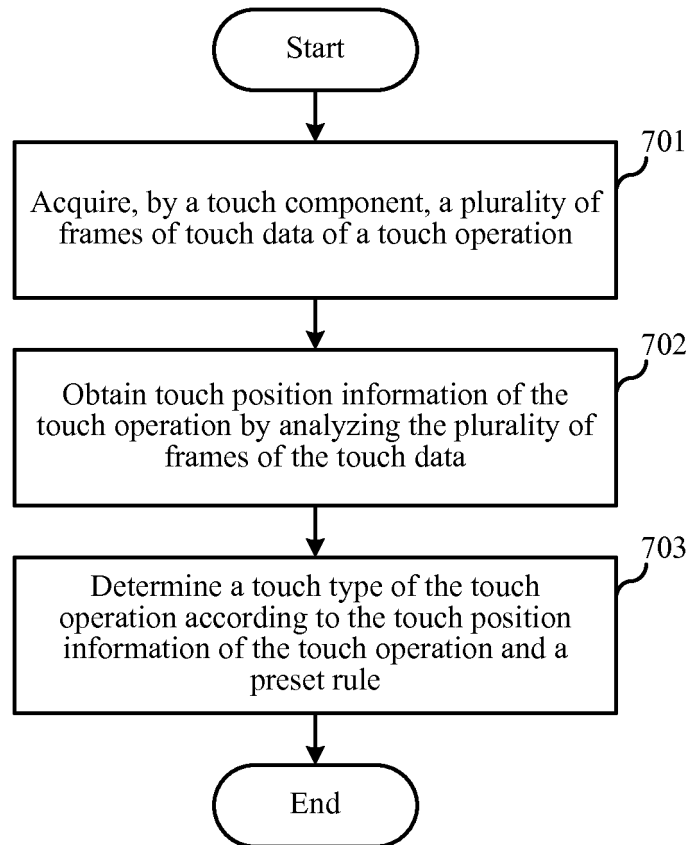 Start
701
Acquire, by a touch component, a plurality of
frames of touch data of a touch operation
702
Obtain touch position information of the
touch operation by analyzing the plurality of
frames of the touch data
703
Determine a touch type of the touch
operation according to the touch position
information of the touch operation and a
preset rule
End